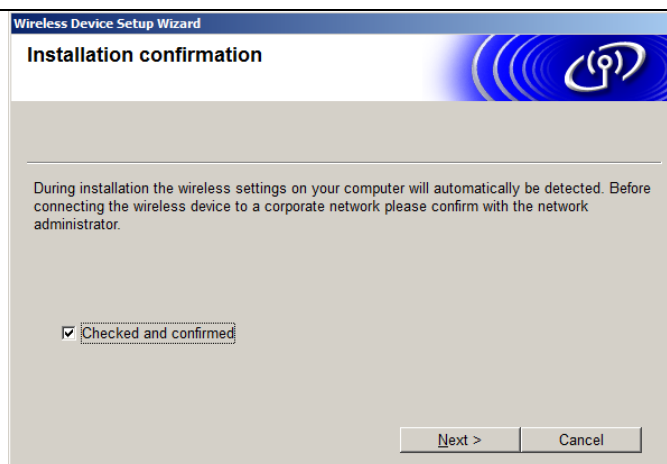 Wireless Device Setup Wizard
Installation confirmation
During installation the wireless settings on your computer will automatically be detected. Before
connecting the wireless device to a corporate network please confirm with the network
administrator.
Checked and confirmed
Next >
Cancel